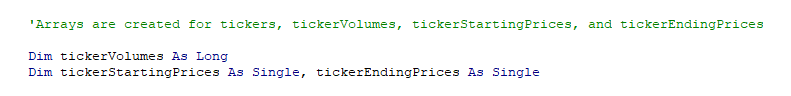 'Arrays are created for tickers, tickerVolumes, tickerStartingPrices, and tickerEndingPrices
Dim tickerVolumes As Long
Dim tickerStartingPrices As Single, tickerEndingPrices As Single